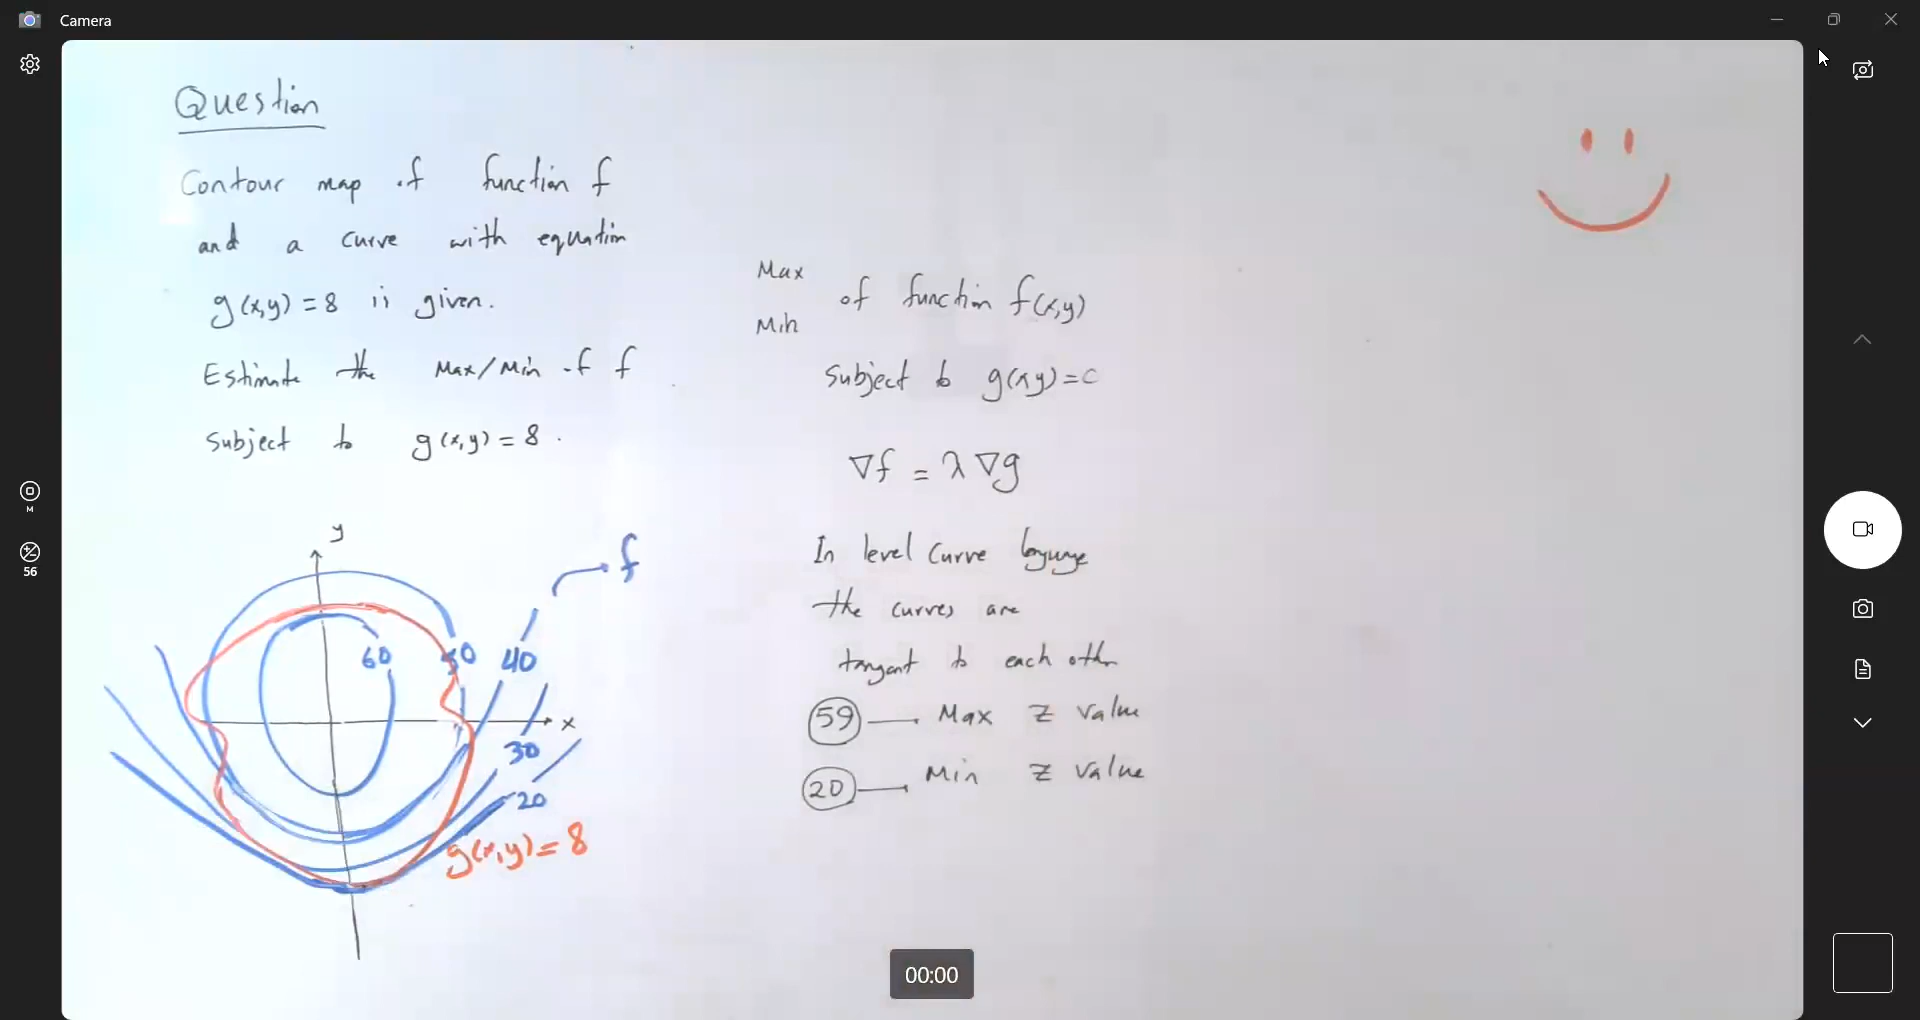 Camera
Question
Contour map of function f
and a curve with equation
g(x,y) = 8 is given.
Estimate the Max/Min of f
Subject to g(x,y) = 8.
y
f
60 50 40
x
30
20
g(x,y) = 8
Max
of function f(x,y)
Min
Subject to g(x,y) = C
∇f = λ∇g
In level curve language
the curves are
tangent to each other
59 Max Z value
20 Min Z value
M
56
00:00